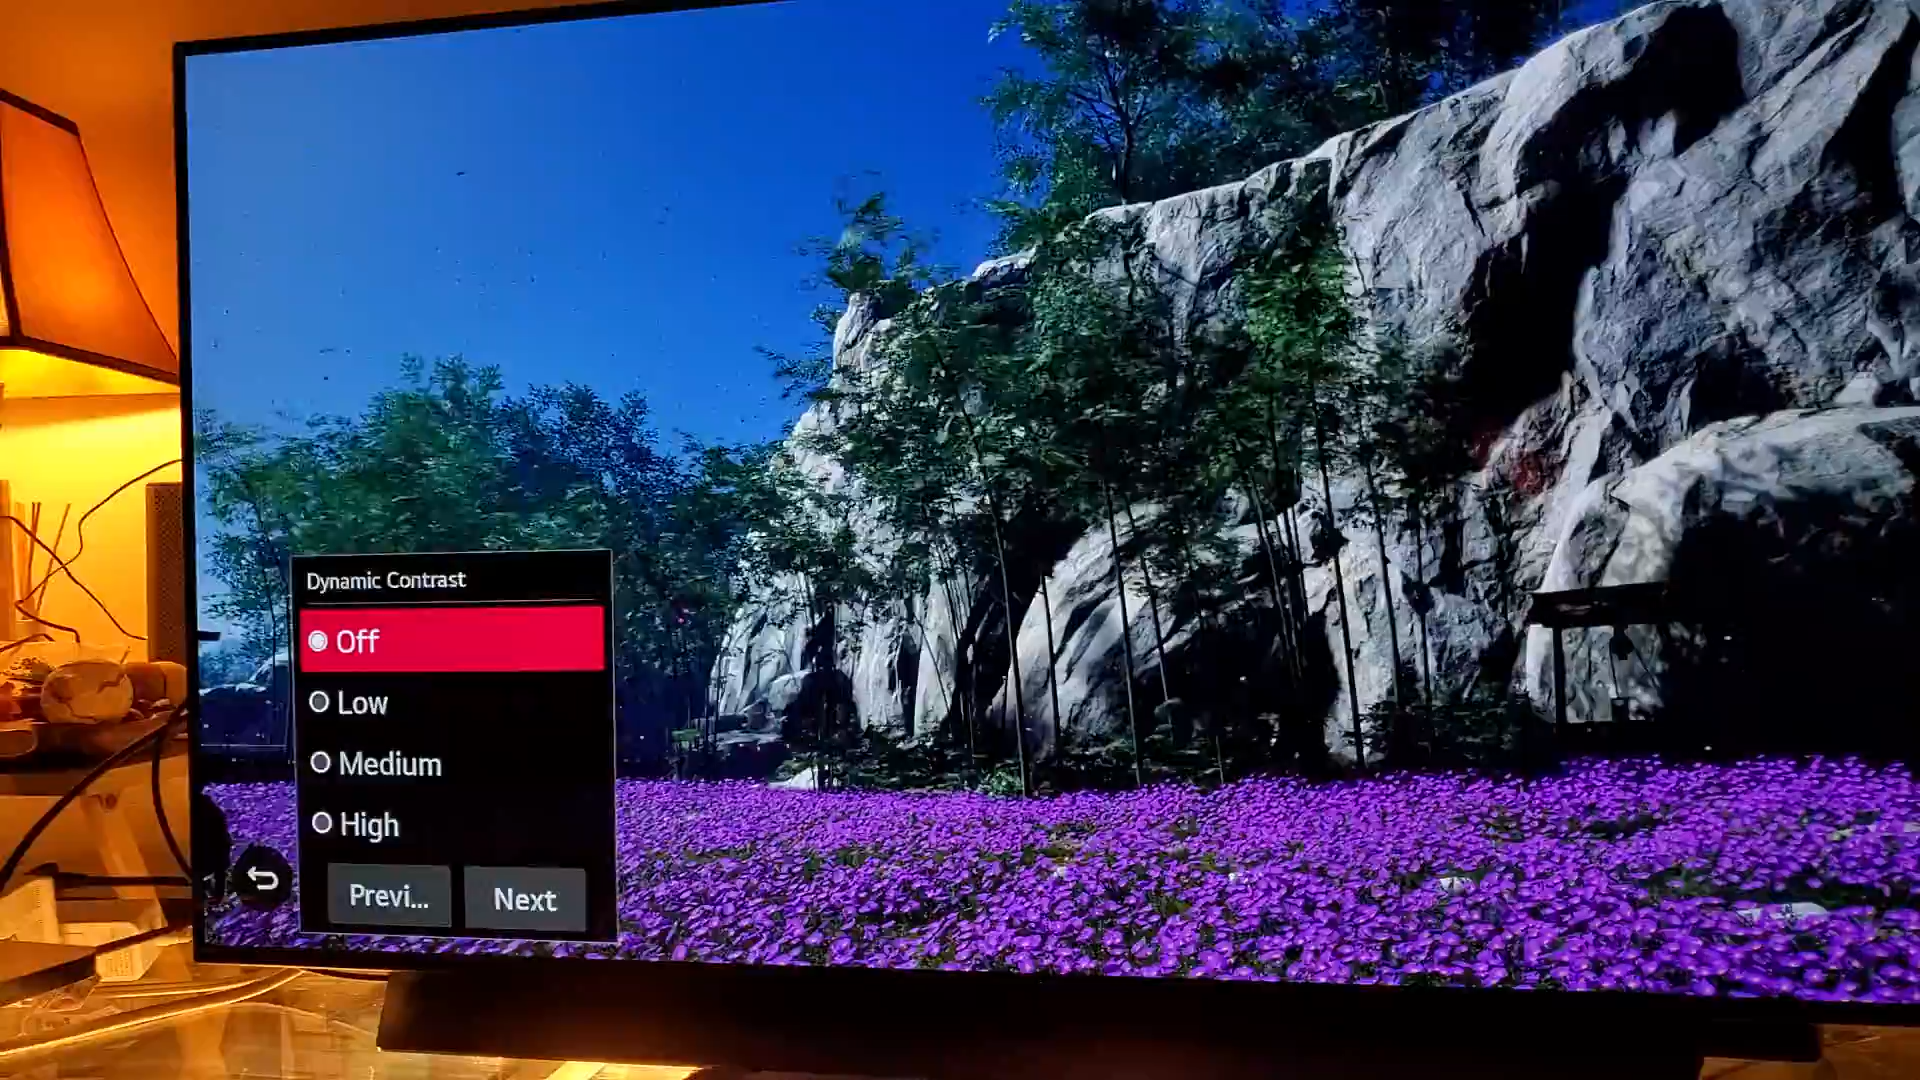 Dynamic Contrast
Off
Low
Medium
High
Previ...
Next